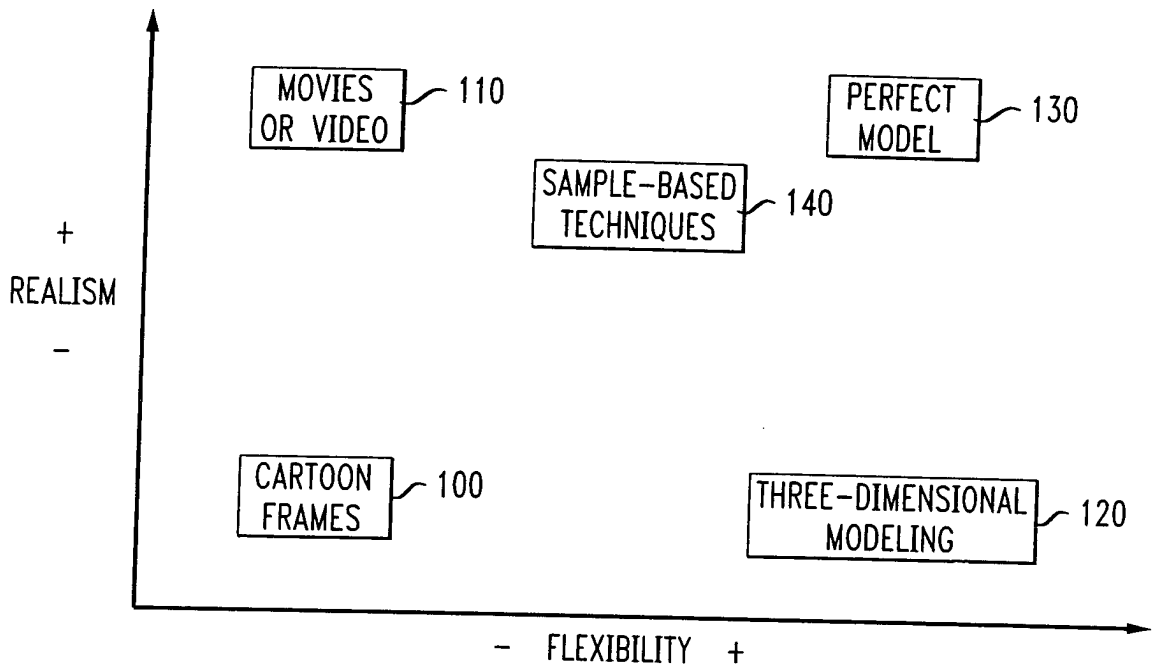 MOVIES
OR VIDEO
110
PERFECT
MODEL
130
SAMPLE-BASED
TECHNIQUES
140
+
REALISM
-
CARTOON
FRAMES
100
THREE-DIMENSIONAL
MODELING
120
- FLEXIBILITY +